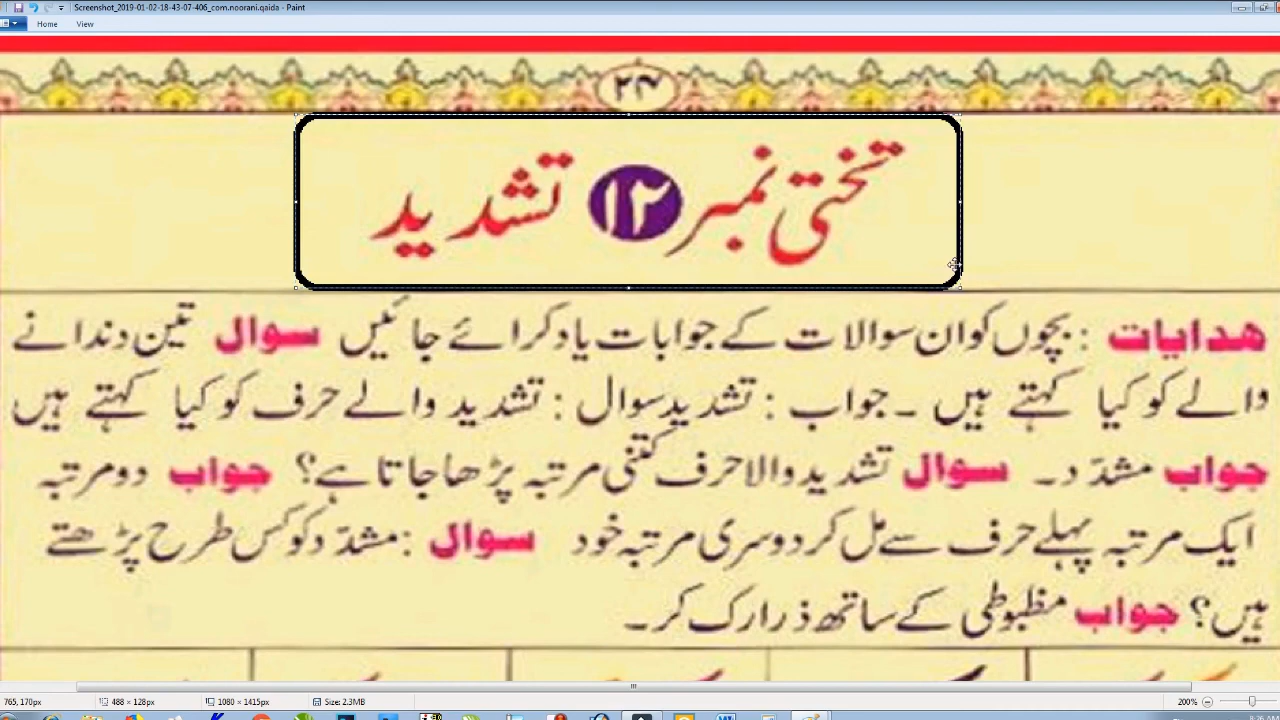 Screenshot_2019-01-02-18-43-07-406_com.noorani.qaida - Paint
Home View
۲۴
تختی نمبر ۱۲ تشدید
ھدایات : بچوں کو ان سوالات کے جوابات یاد کرائے جائیں سوال تین دندانے
والے کو کیا کہتے ہیں ۔ جواب : تشدید سوال : تشدید والے حرف کو کیا کہتے ہیں
جواب مشدّد۔ سوال تشدید والا حرف کتنی مرتبہ پڑھا جاتا ہے؟ جواب دو مرتبہ
ایک مرتبہ پہلے حرف سے مل کر دوسری مرتبہ خود سوال : مشدّد کو کس طرح پڑھتے
ہیں؟ جواب مظبوطی کے ساتھ ذرا رک کر۔
765, 170px 488 × 128px 1080 × 1415px Size: 2.3MB 200%